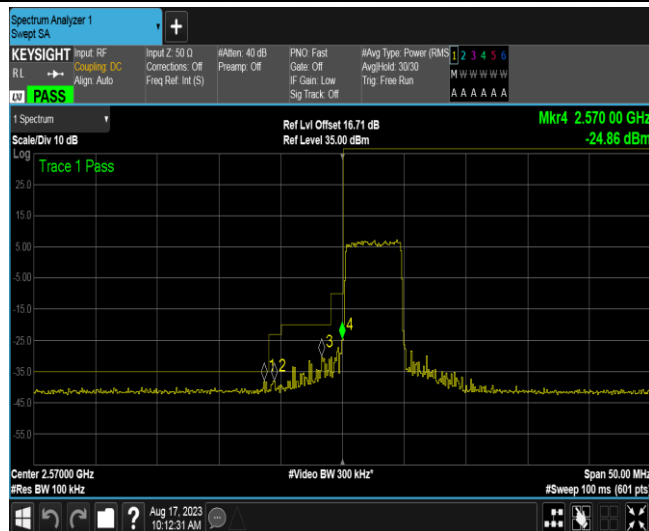 Spectrum Analyzer 1
Swept SA
+
KEYSIGHT
RL
LXI PASS
Input: RF
Coupling: DC
Align: Auto
Input Z: 50 Ω
Corrections: Off
Freq Ref: Int (S)
#Atten: 40 dB
Preamp: Off
PNO: Fast
Gate: Off
IF Gain: Low
Sig Track: Off
#Avg Type: Power (RMS
Avg|Hold: 30/30
Trig: Free Run
1 2 3 4 5 6
M W W W W W
A A A A A A
1 Spectrum
Scale/Div 10 dB
Ref Lvl Offset 16.71 dB
Ref Level 35.00 dBm
Mkr4 2.570 00 GHz
-24.86 dBm
Log
Trace 1 Pass
25.0
15.0
5.00
-5.00
-15.0
-25.0
-35.0
-45.0
-55.0
1
2
3
4
Center 2.57000 GHz
#Res BW 100 kHz
#Video BW 300 kHz*
Span 50.00 MHz
#Sweep 100 ms (601 pts)
?
Aug 17, 2023
10:12:31 AM